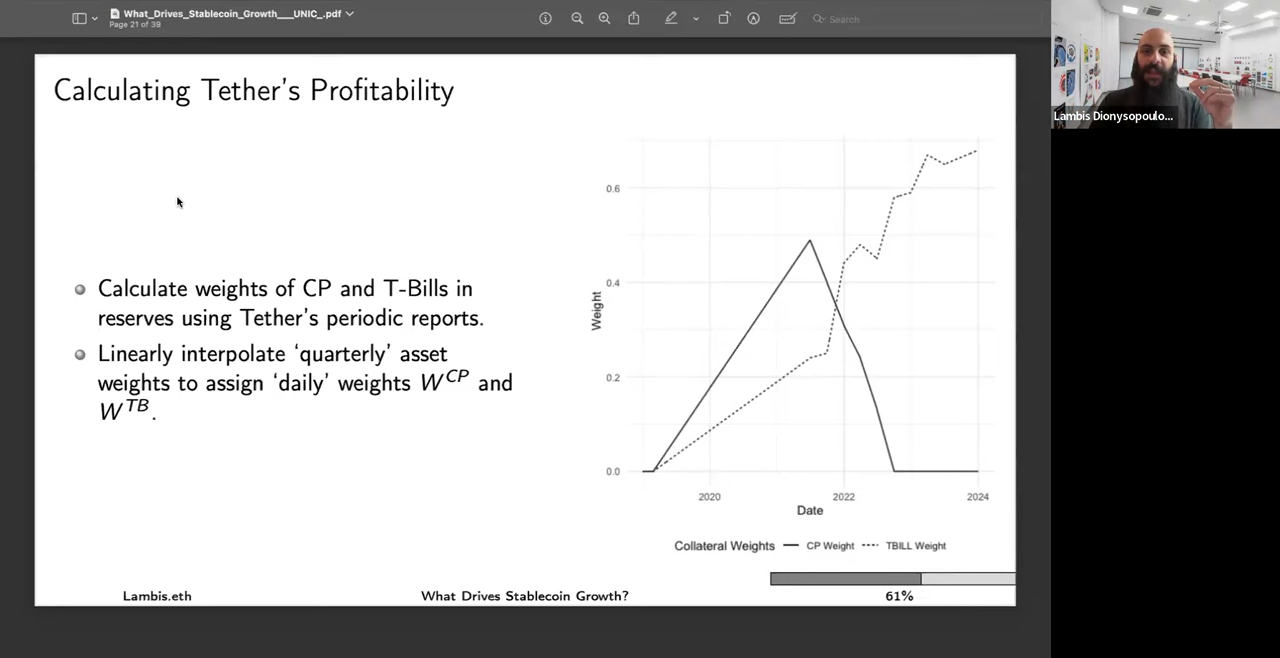 What_Drives_Stablecoin_Growth___UNIC_.pdf
Page 21 of 39
Search
Calculating Tether's Profitability
Calculate weights of CP and T-Bills in
reserves using Tether's periodic reports.
Linearly interpolate 'quarterly' asset
weights to assign 'daily' weights W^CP and
W^TB.
0.6
0.4
0.2
0.0
Weight
2020
2022
2024
Date
Collateral Weights
CP Weight
TBILL Weight
Lambis.eth
What Drives Stablecoin Growth?
61%
Lambis Dionysopoulo...